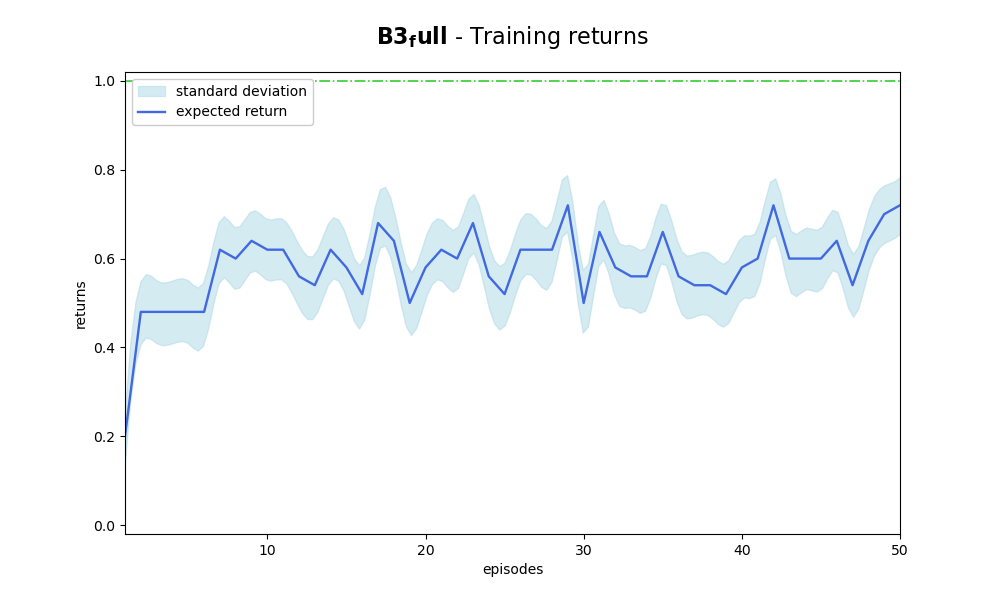 B3full - Training returns
1.0
standard deviation
expected return
0.8
0.6
0.4
0.2
0.0
returns
10 20 30 40 50
episodes